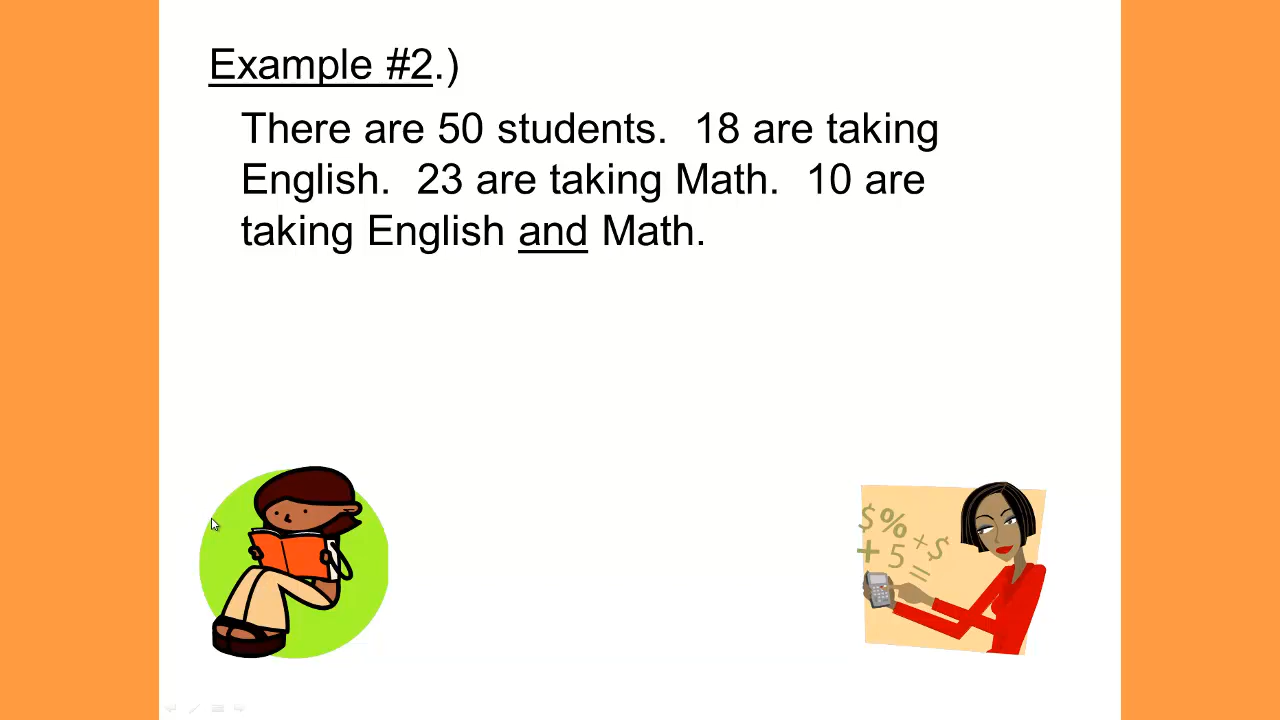 Example #2.)
There are 50 students.  18 are taking
English.  23 are taking Math.  10 are
taking English and Math.
$%
+$
+ 5
=